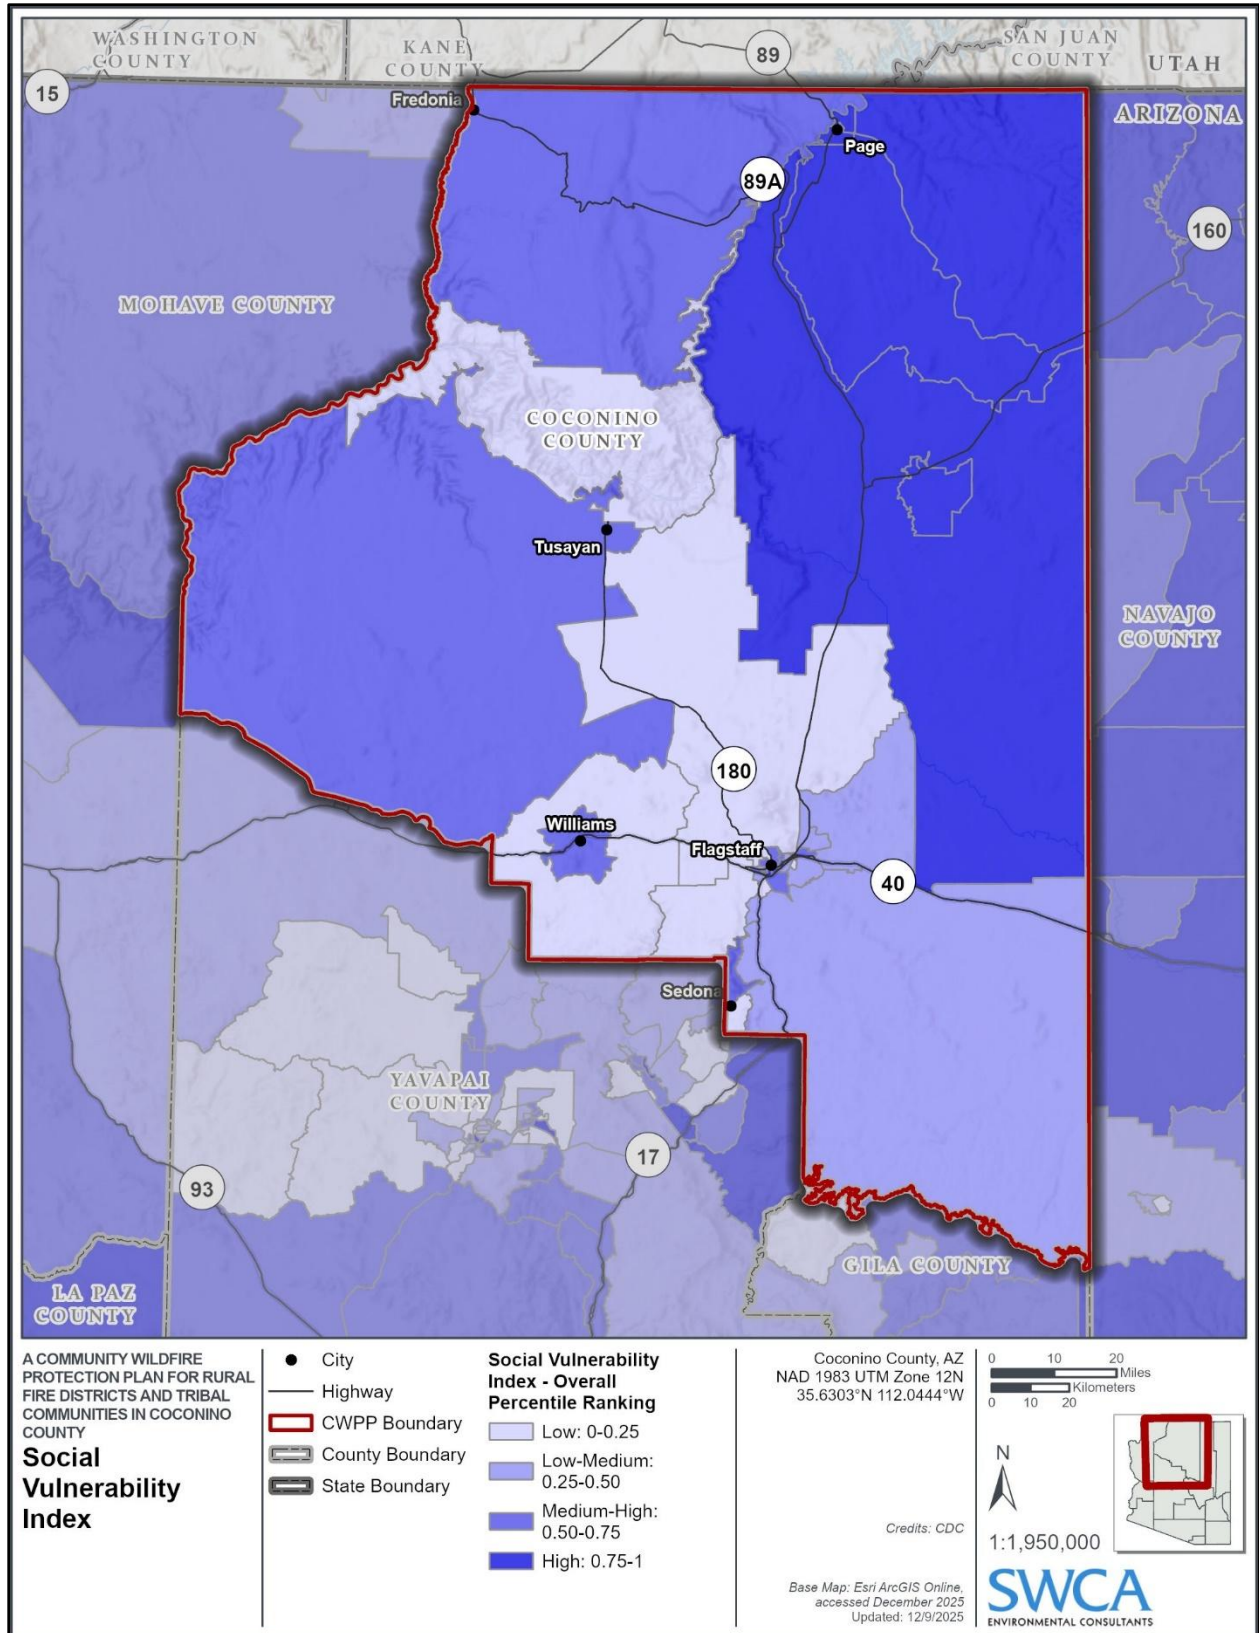 WASHINGTON
COUNTY
KANE
COUNTY
89
SAN JUAN
COUNTY
UTAH
15
Fredonia
ARIZONA
Page
89A
160
MOHAVE COUNTY
COCONINO
COUNTY
Tusayan
NAVAJO
COUNTY
180
Williams
Flagstaff
40
Sedona
YAVAPAI
COUNTY
17
93
GILA COUNTY
LA PAZ
COUNTY
A COMMUNITY WILDFIRE
PROTECTION PLAN FOR RURAL
FIRE DISTRICTS AND TRIBAL
COMMUNITIES IN COCONINO
COUNTY
Social
Vulnerability
Index
City
Highway
CWPP Boundary
County Boundary
State Boundary
Social Vulnerability
Index - Overall
Percentile Ranking
Low: 0-0.25
Low-Medium:
0.25-0.50
Medium-High:
0.50-0.75
High: 0.75-1
Coconino County, AZ
NAD 1983 UTM Zone 12N
35.6303°N 112.0444°W
Credits: CDC
Base Map: Esri ArcGIS Online,
accessed December 2025
Updated: 12/9/2025
0 10 20
Miles
Kilometers
0 10 20
N
1:1,950,000
SWCA
ENVIRONMENTAL CONSULTANTS